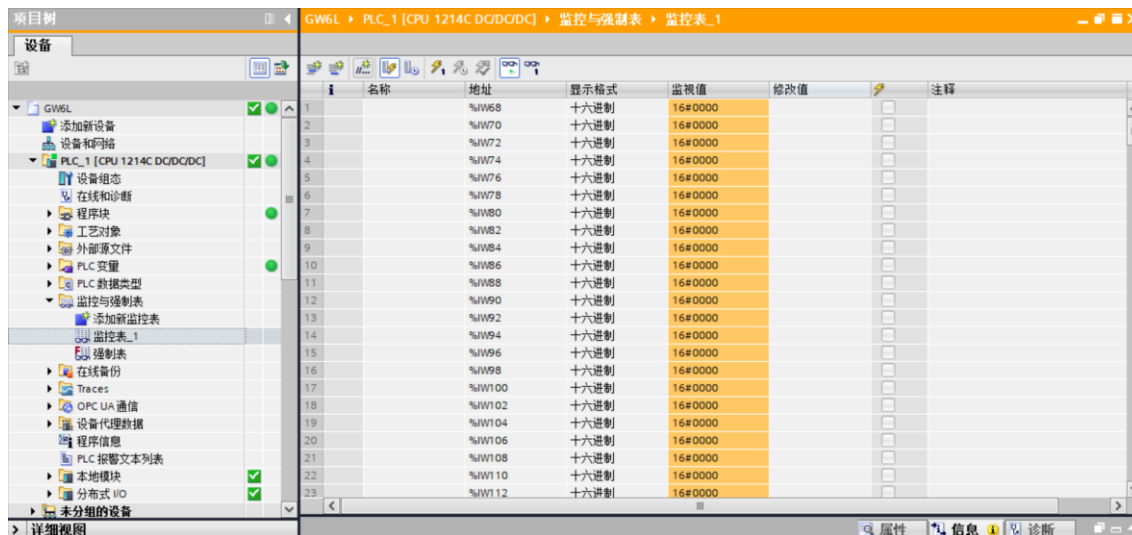 项目树
GW6L ▸ PLC_1 [CPU 1214C DC/DC/DC] ▸ 监控与强制表 ▸ 监控表_1
设备
i 名称 地址 显示格式 监视值 修改值 注释
GW6L
添加新设备
设备和网络
PLC_1 [CPU 1214C DC/DC/DC]
设备组态
在线和诊断
程序块
工艺对象
外部源文件
PLC 变量
PLC 数据类型
监控与强制表
添加新监控表
监控表_1
强制表
在线备份
Traces
OPC UA 通信
设备代理数据
程序信息
PLC 报警文本列表
本地模块
分布式 I/O
未分组的设备
详细视图
1 %IW68 十六进制 16#0000
2 %IW70 十六进制 16#0000
3 %IW72 十六进制 16#0000
4 %IW74 十六进制 16#0000
5 %IW76 十六进制 16#0000
6 %IW78 十六进制 16#0000
7 %IW80 十六进制 16#0000
8 %IW82 十六进制 16#0000
9 %IW84 十六进制 16#0000
10 %IW86 十六进制 16#0000
11 %IW88 十六进制 16#0000
12 %IW90 十六进制 16#0000
13 %IW92 十六进制 16#0000
14 %IW94 十六进制 16#0000
15 %IW96 十六进制 16#0000
16 %IW98 十六进制 16#0000
17 %IW100 十六进制 16#0000
18 %IW102 十六进制 16#0000
19 %IW104 十六进制 16#0000
20 %IW106 十六进制 16#0000
21 %IW108 十六进制 16#0000
22 %IW110 十六进制 16#0000
23 %IW112 十六进制 16#0000
属性 信息 诊断